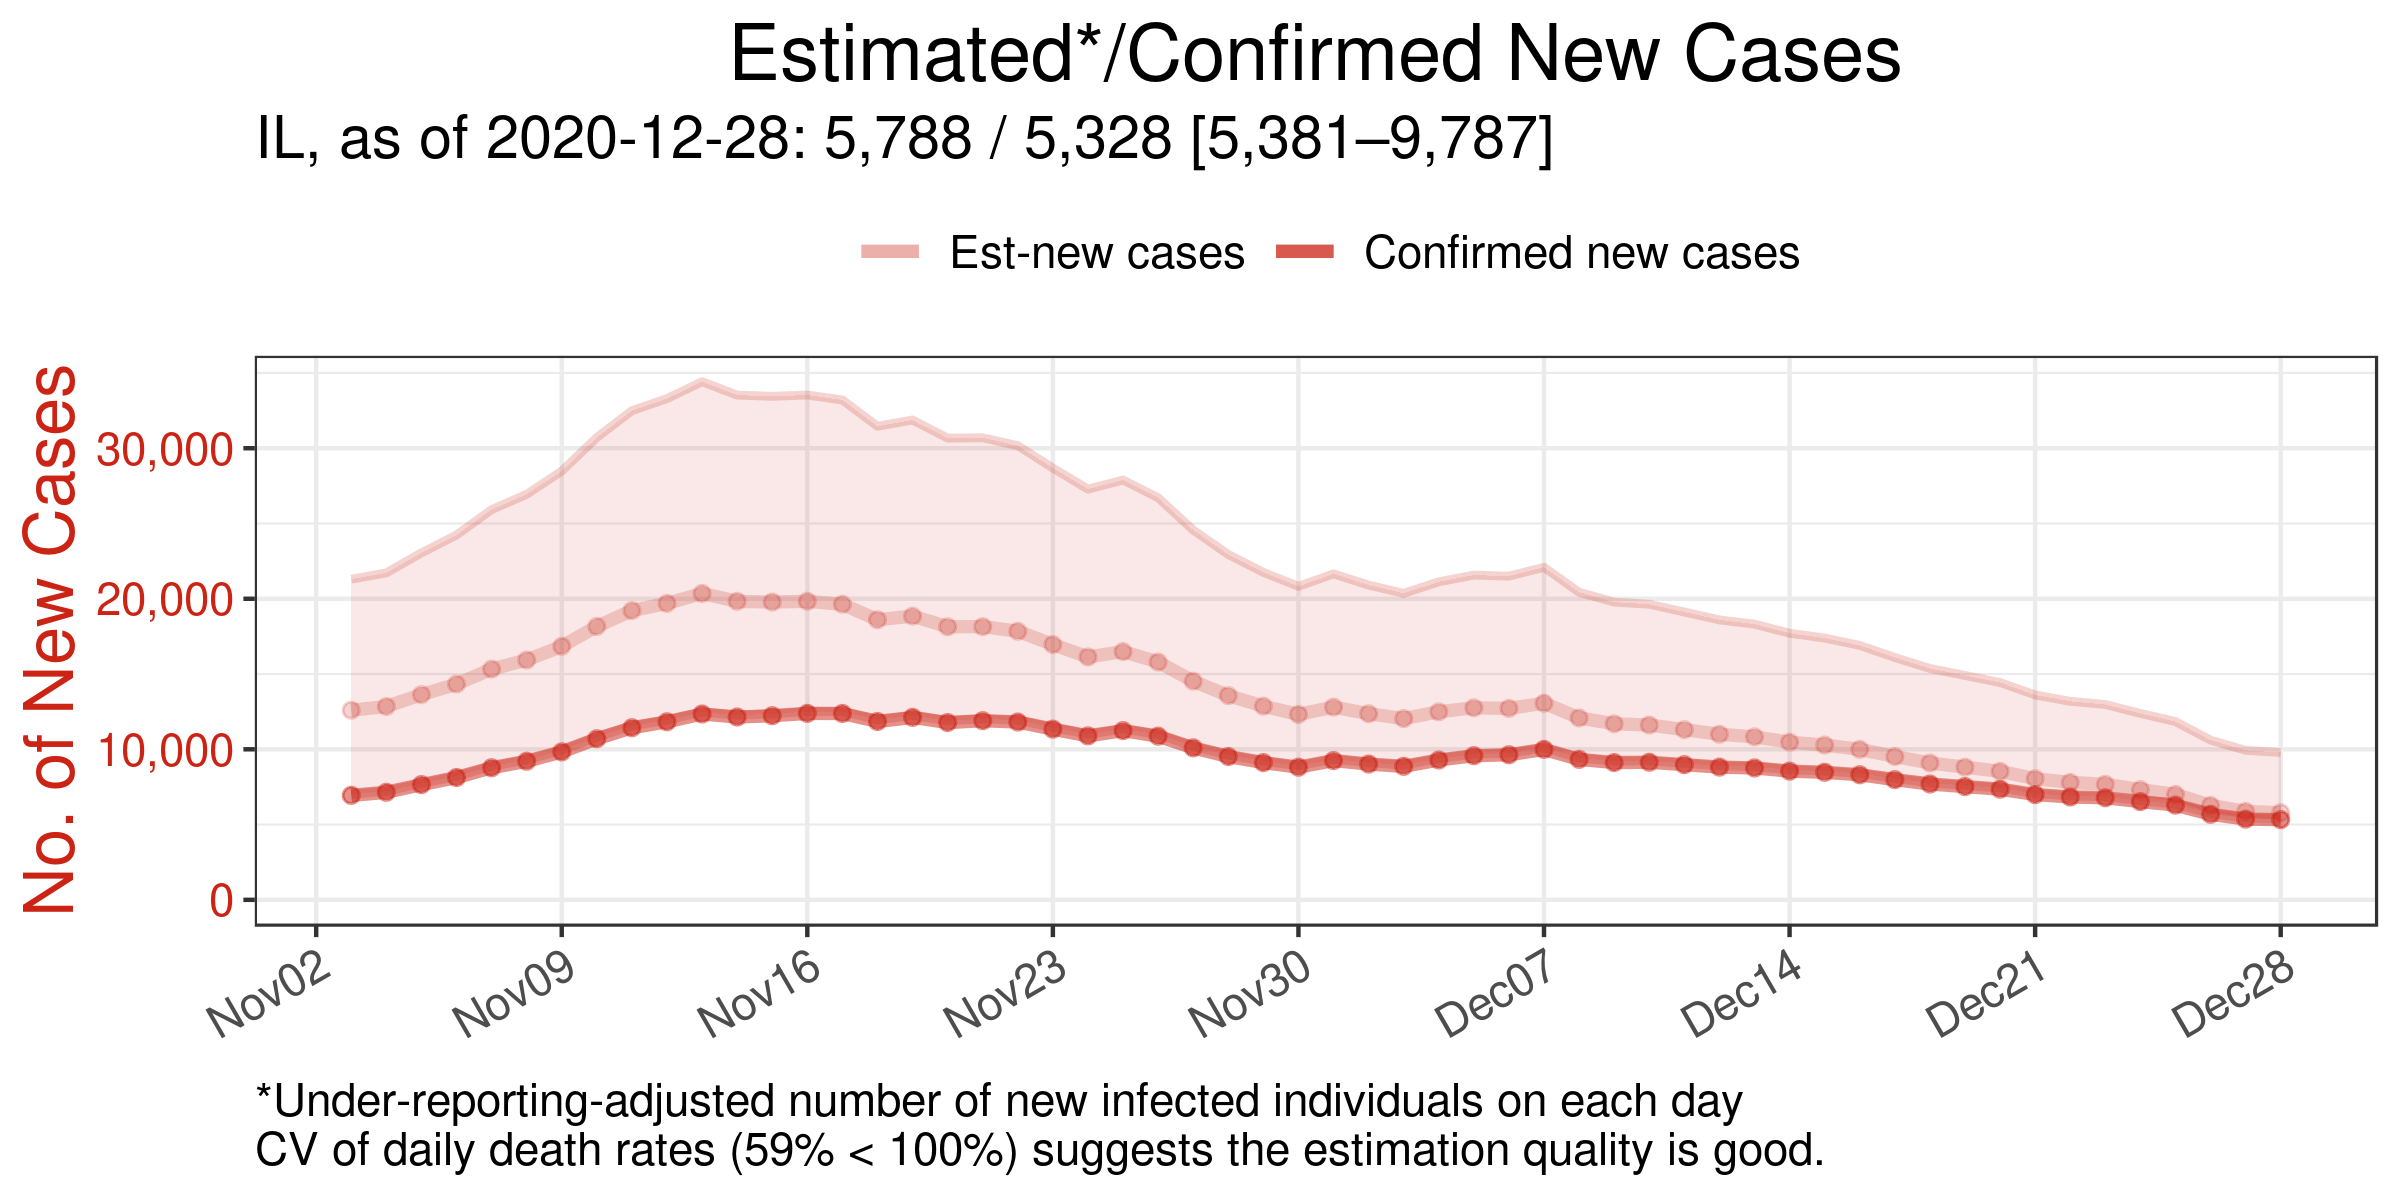 Estimated*/Confirmed New Cases
IL, as of 2020-12-28: 5,788 / 5,328 [5,381–9,787]
Est-new cases Confirmed new cases
No. of New Cases
30,000
20,000
10,000
0
Nov02 Nov09 Nov16 Nov23 Nov30 Dec07 Dec14 Dec21 Dec28
*Under-reporting-adjusted number of new infected individuals on each day
CV of daily death rates (59% < 100%) suggests the estimation quality is good.